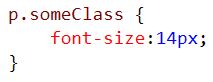 p.someClass {
    font-size:14px;
}